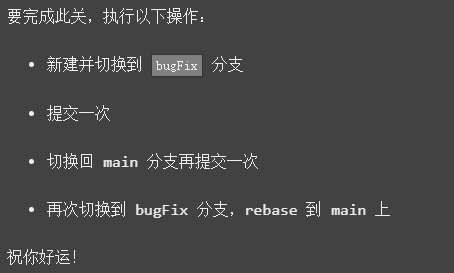 要完成此关，执行以下操作：
新建并切换到 bugFix 分支
提交一次
切换回 main 分支再提交一次
再次切换到 bugFix 分支，rebase 到 main 上
祝你好运！